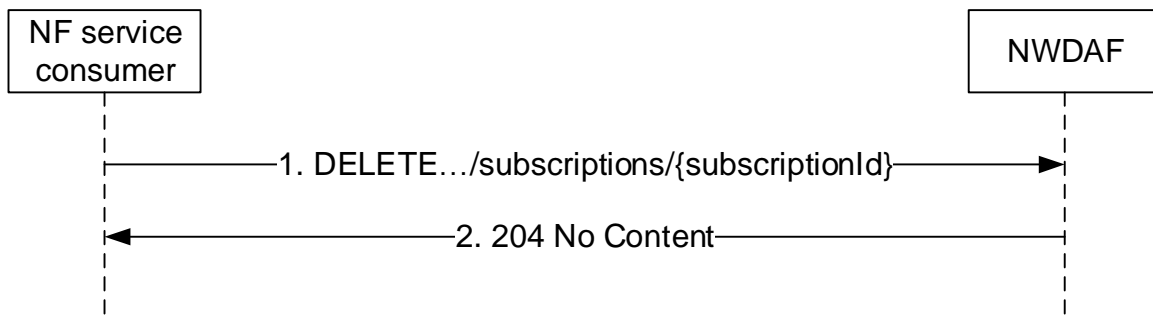 NF service
consumer
NWDAF
1. DELETE…/subscriptions/{subscriptionId}
2. 204 No Content